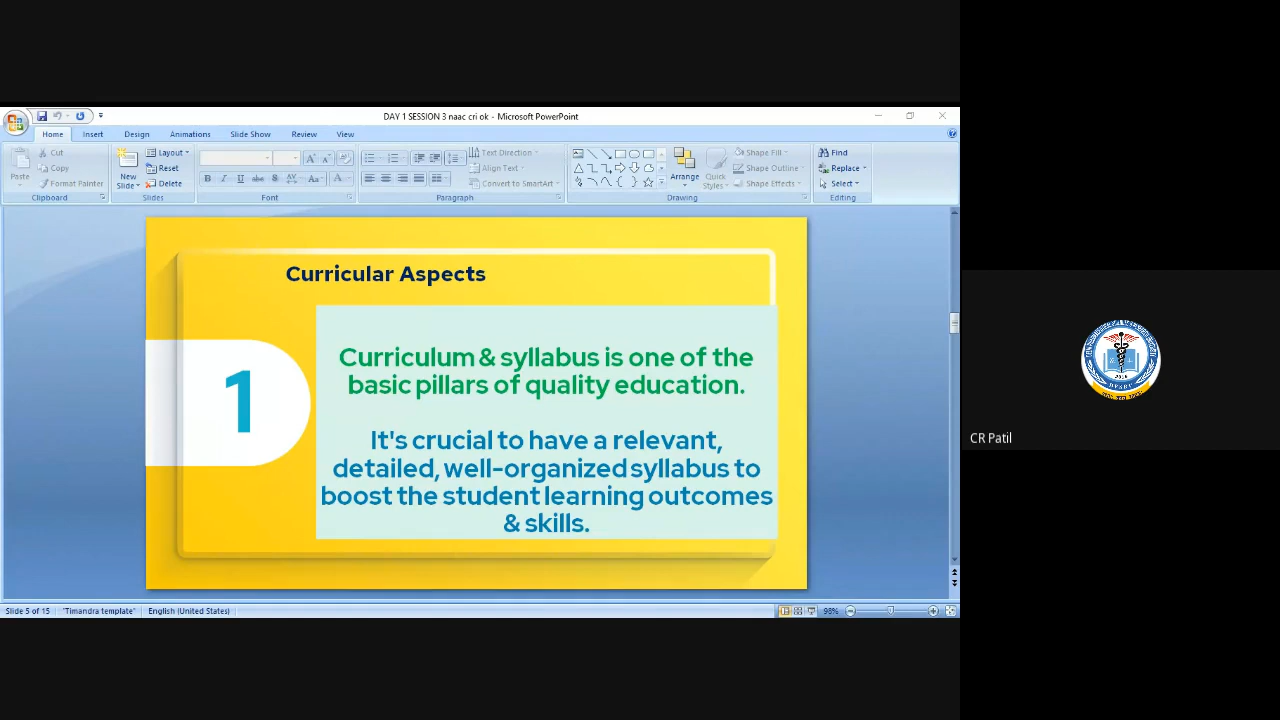 DAY 1 SESSION 3 naac cri ok - Microsoft PowerPoint
Home Insert Design Animations Slide Show Review View
Paste
Cut
Copy
Format Painter
Clipboard
New
Slide
Layout
Reset
Delete
Slides
B I U abc S AV Aa A
Font
Text Direction
Align Text
Convert to SmartArt
Paragraph
Arrange
Quick
Styles
Shape Fill
Shape Outline
Shape Effects
Drawing
Find
Replace
Select
Editing
Curricular Aspects
1
Curriculum & syllabus is one of the
basic pillars of quality education.
It's crucial to have a relevant,
detailed, well-organized syllabus to
boost the student learning outcomes
& skills.
Slide 5 of 15 "Timandra template" English (United States) 98%
CR Patil